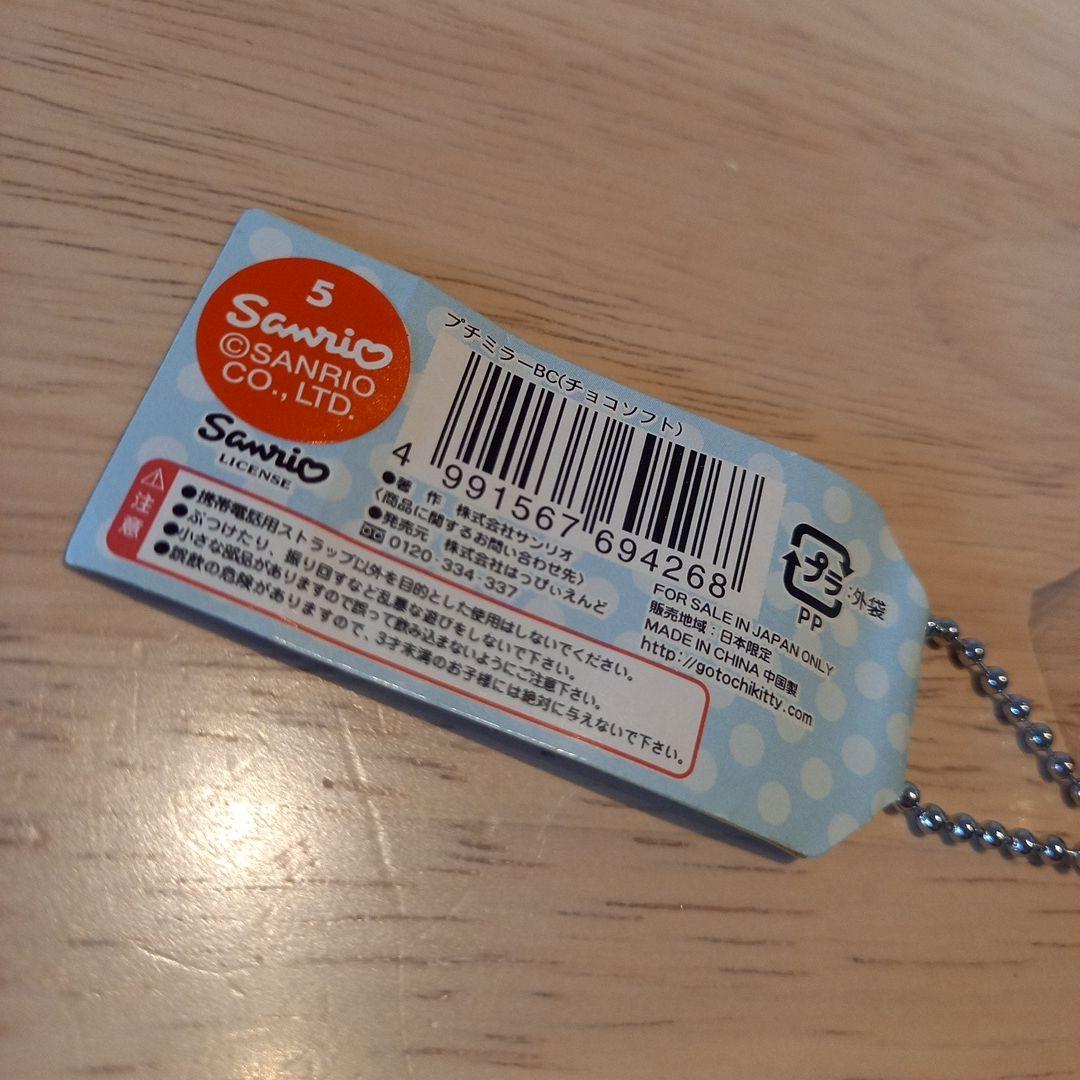 5
Sanrio
©SANRIO
CO., LTD.
Sanrio
LICENSE
プチミラーBC(チョコソフト)
4 991567 694268
●著 作 株式会社サンリオ
〈商品に関するお問い合わせ先〉
●発売元 株式会社はっぴぃえんど
0120・334・337
FOR SALE IN JAPAN ONLY
販売地域：日本限定
MADE IN CHINA 中国製
http://gotochikitty.com
プラ
:外袋
PP
注意
●携帯電話用ストラップ以外を目的とした使用はしないでください。
●ぶつけたり、振り回すなど乱暴な遊びをしないで下さい。
●小さな部品がありますので誤って飲み込まないようにご注意下さい。
●誤飲の危険がありますので、3才未満のお子様には絶対に与えないで下さい。